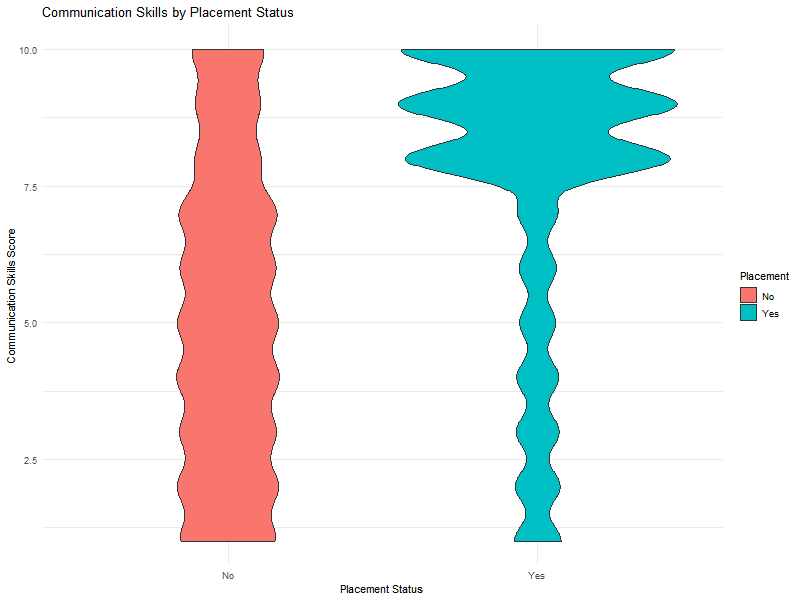 Communication Skills by Placement Status
10.0
7.5
5.0
2.5
Communication Skills Score
No
Yes
Placement Status
Placement
No
Yes